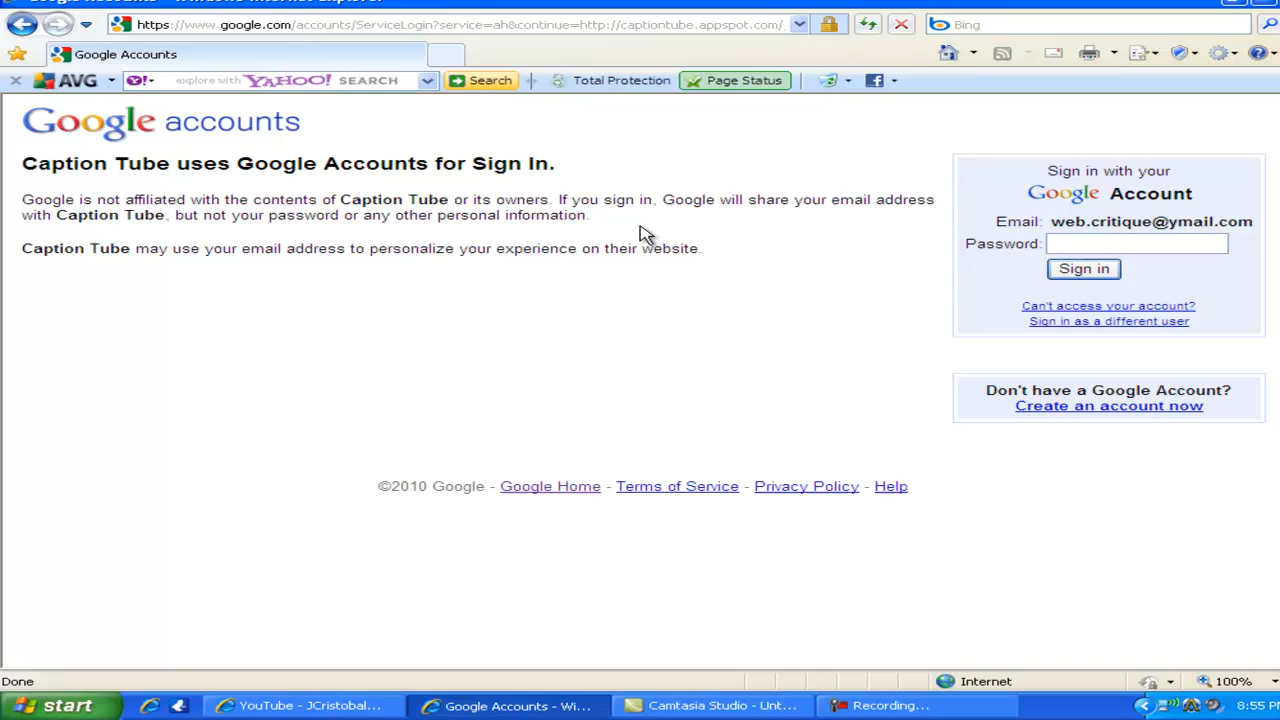 https://www.google.com/accounts/ServiceLogin?service=ah&continue=http://captiontube.appspot.com/
Bing
Google Accounts
AVG
Y!
explore with YAHOO! SEARCH
Search
Total Protection
Page Status
Google accounts
Caption Tube uses Google Accounts for Sign In.
Google is not affiliated with the contents of Caption Tube or its owners. If you sign in, Google will share your email address
with Caption Tube, but not your password or any other personal information.
Caption Tube may use your email address to personalize your experience on their website.
Sign in with your
Google Account
Email: web.critique@ymail.com
Password:
Sign in
Can't access your account?
Sign in as a different user
Don't have a Google Account?
Create an account now
©2010 Google - Google Home - Terms of Service - Privacy Policy - Help
Done
Internet
100%
start
YouTube - JCristobal...
Google Accounts - Wi...
Camtasia Studio - Unt...
Recording...
8:55 PM